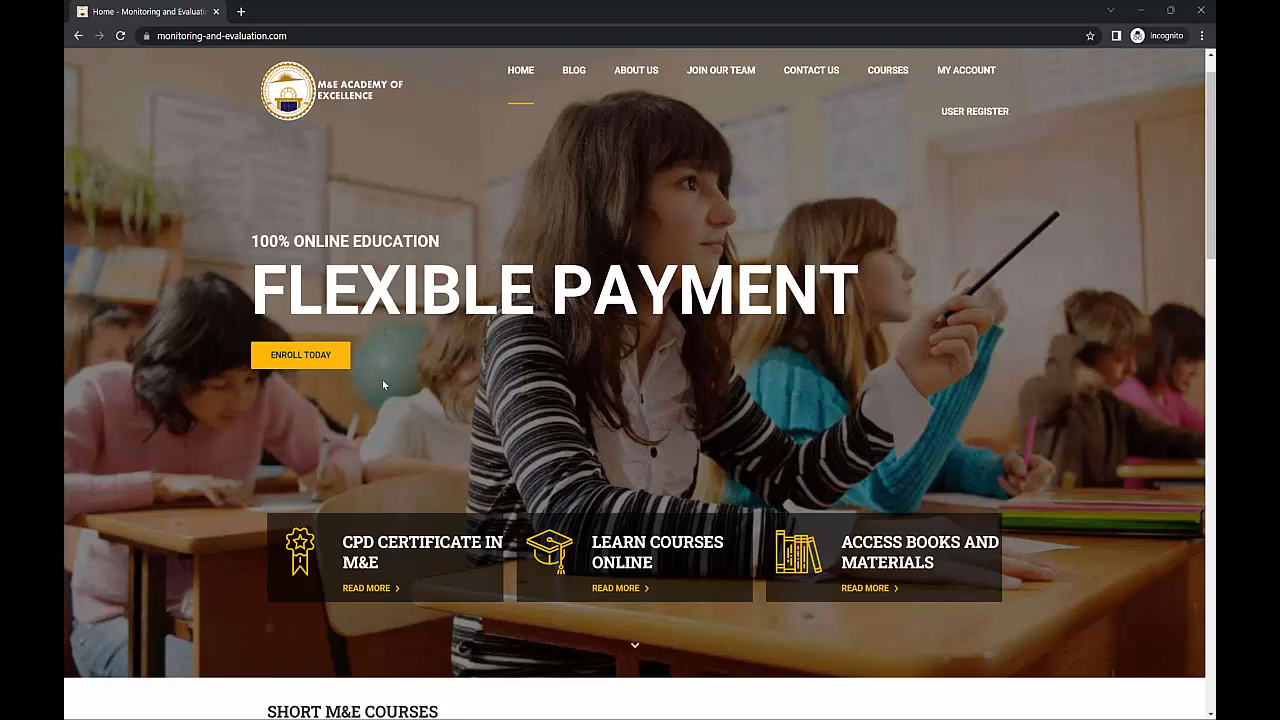 Home - Monitoring and Evaluati
monitoring-and-evaluation.com
Incognito
M&E ACADEMY OF
EXCELLENCE
HOME
BLOG
ABOUT US
JOIN OUR TEAM
CONTACT US
COURSES
MY ACCOUNT
USER REGISTER
100% ONLINE EDUCATION
FLEXIBLE PAYMENT
ENROLL TODAY
CPD CERTIFICATE IN
M&E
READ MORE
LEARN COURSES
ONLINE
READ MORE
ACCESS BOOKS AND
MATERIALS
READ MORE
SHORT M&E COURSES